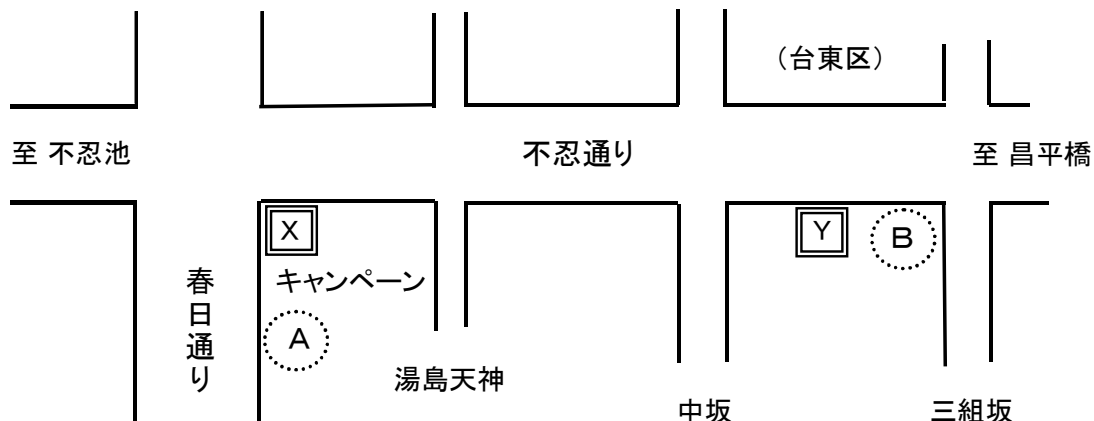 (台東区)
至 不忍池
不忍通り
至 昌平橋
X
Y
B
キャンペーン
春日通り
A
湯島天神
中坂
三組坂